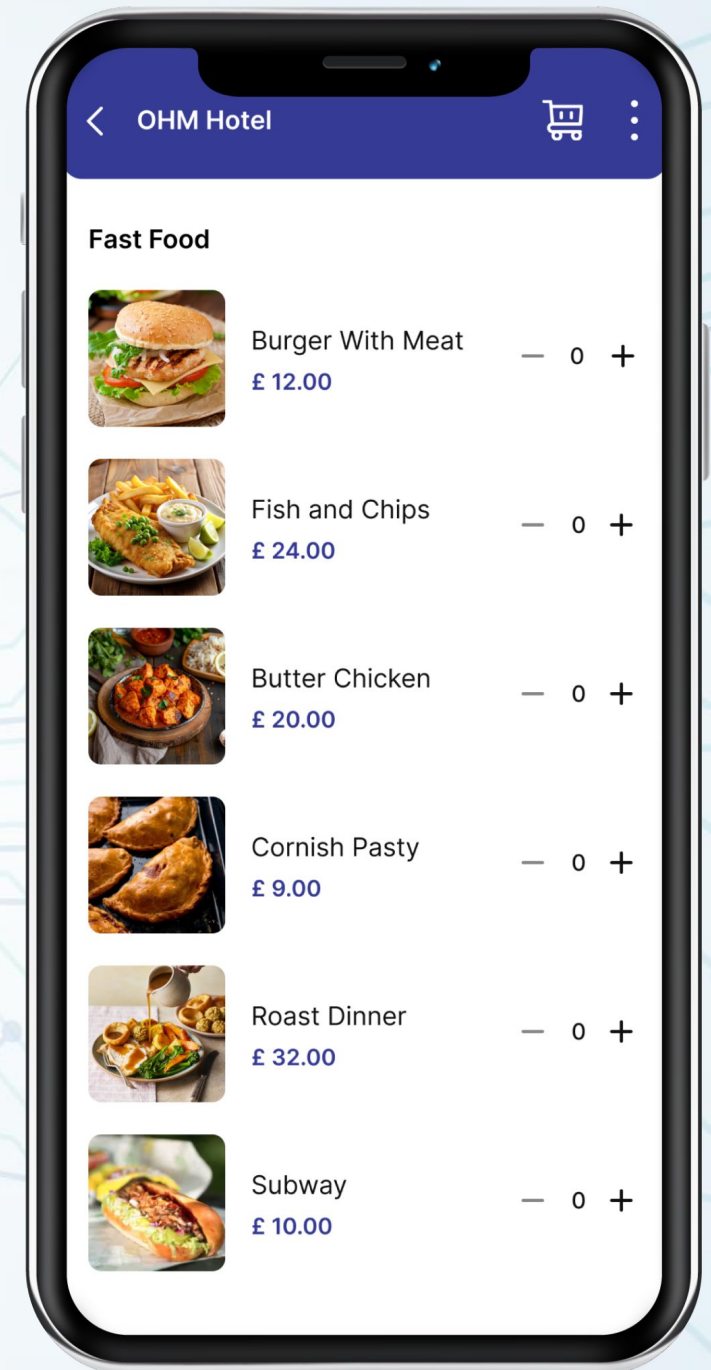 OHM Hotel
Fast Food
Burger With Meat
£ 12.00
0
Fish and Chips
£ 24.00
0
Butter Chicken
£ 20.00
0
Cornish Pasty
£ 9.00
0
Roast Dinner
£ 32.00
0
Subway
£ 10.00
0